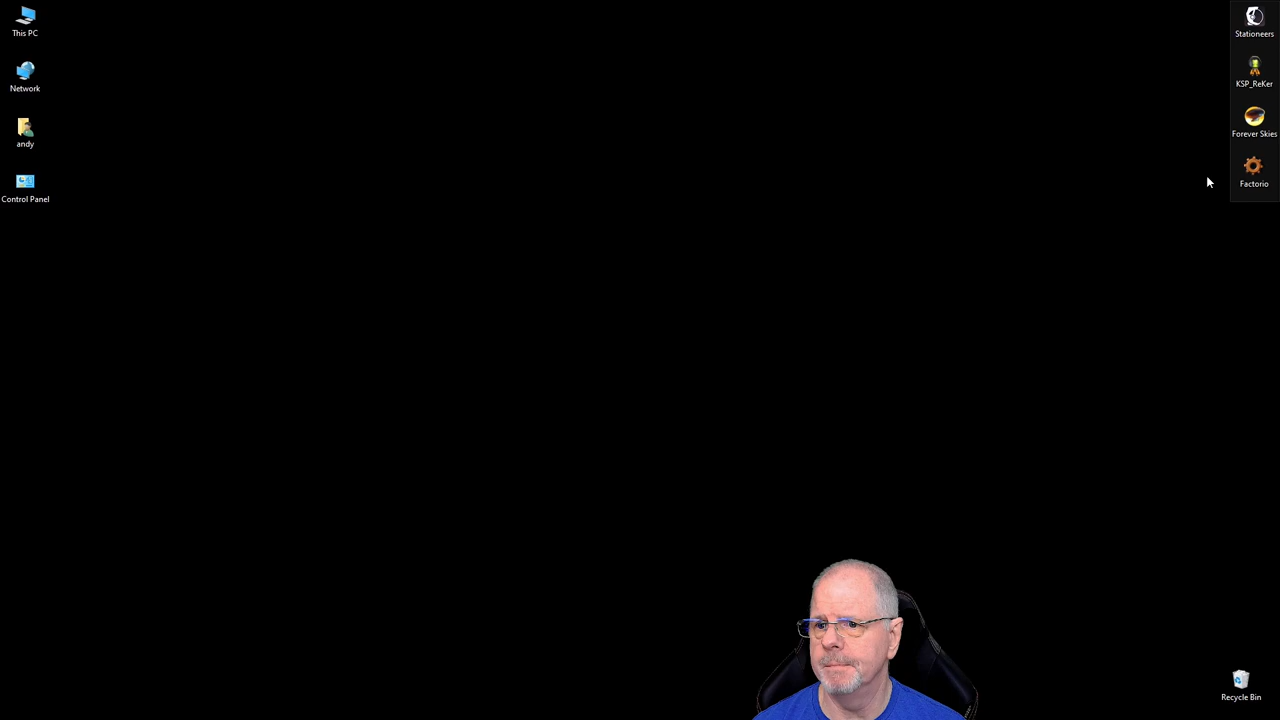 This PC
Network
andy
Control Panel
Stationeers
KSP_ReKer
Forever Skies
Factorio
Recycle Bin